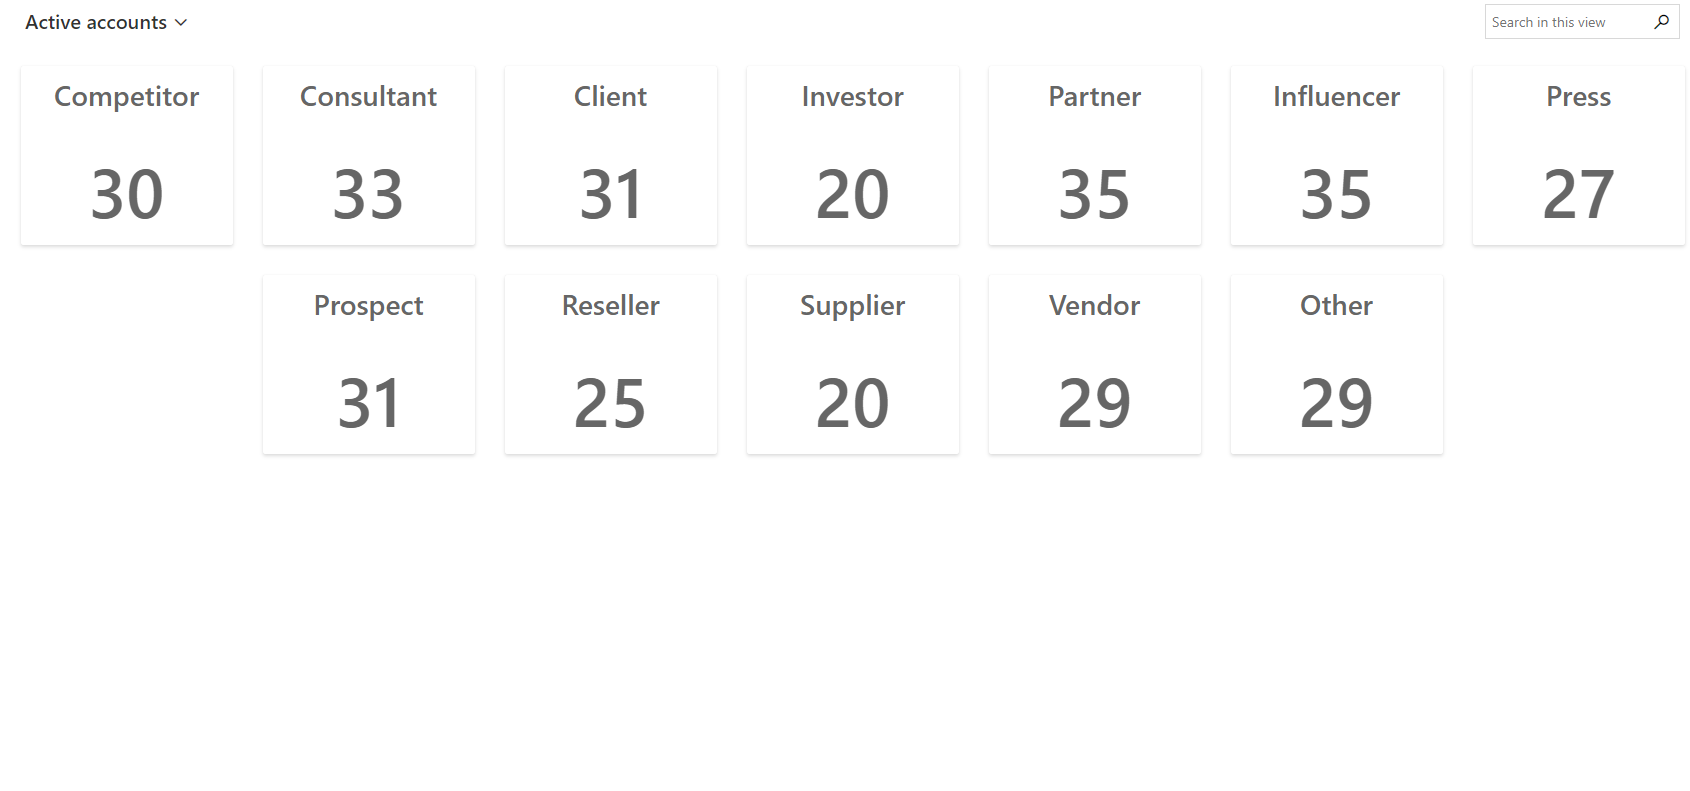 Active accounts
Search in this view
Competitor
30
Consultant
33
Client
31
Investor
20
Partner
35
Influencer
35
Press
27
Prospect
31
Reseller
25
Supplier
20
Vendor
29
Other
29